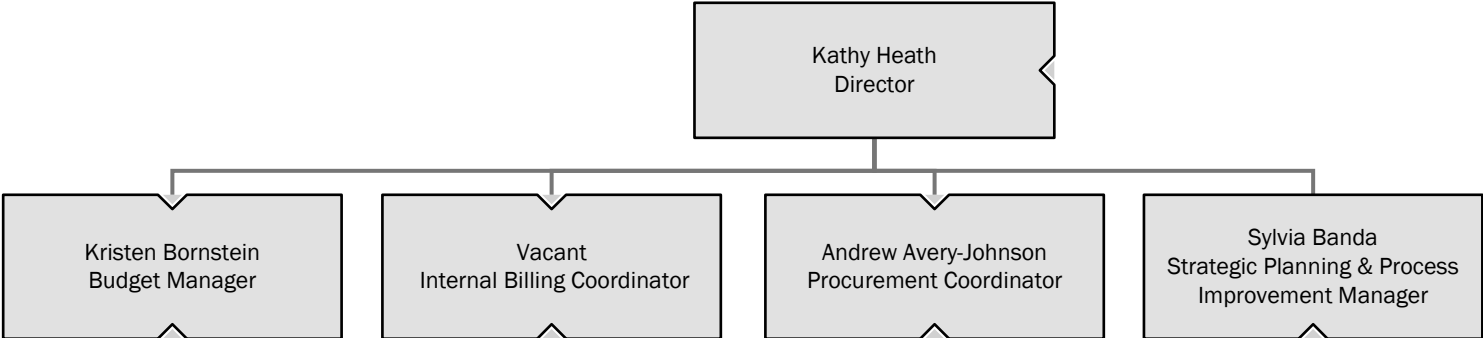 Kathy Heath
Director
Kristen Bornstein
Budget Manager
Vacant
Internal Billing Coordinator
Andrew Avery-Johnson
Procurement Coordinator
Sylvia Banda
Strategic Planning & Process
Improvement Manager